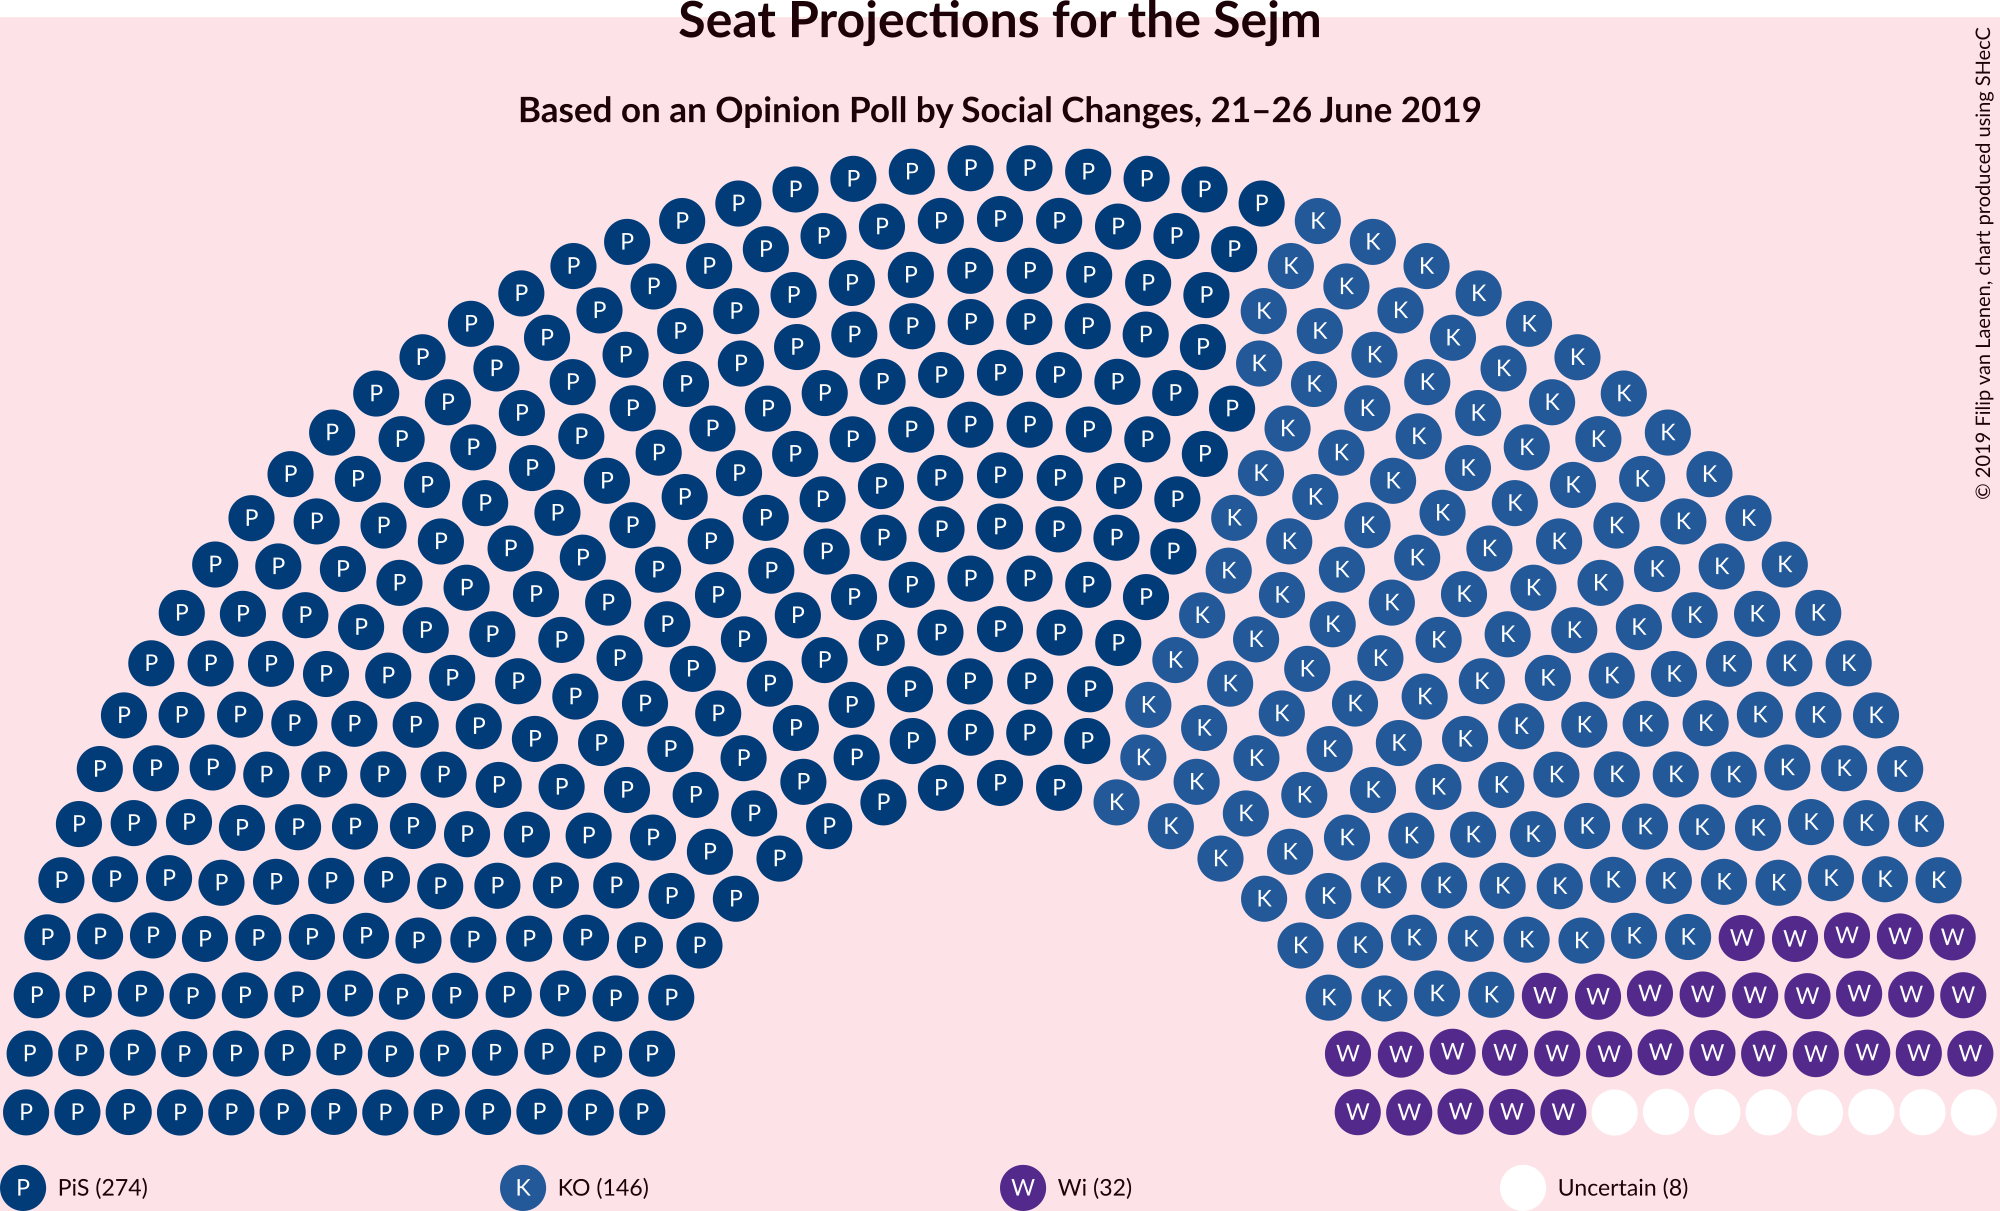 Seat Projections for the Sejm
Based on an Opinion Poll by Social Changes, 21–26 June 2019
© 2019 Filip van Laenen, chart produced using SHecC
P PiS (274)
K KO (146)
W Wi (32)
Uncertain (8)